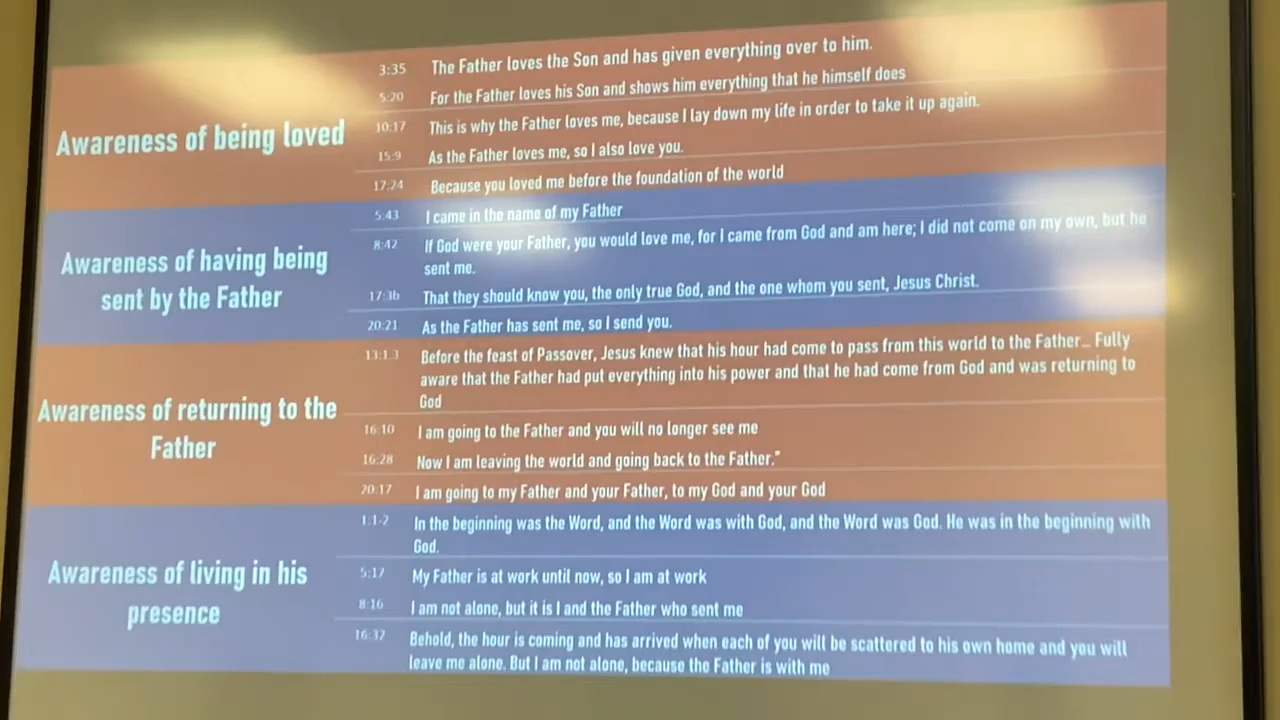 Awareness of being loved
3:35 The Father loves the Son and has given everything over to him.
5:20 For the Father loves his Son and shows him everything that he himself does
10:17 This is why the Father loves me, because I lay down my life in order to take it up again.
15:9 As the Father loves me, so I also love you.
17:24 Because you loved me before the foundation of the world
Awareness of having being
sent by the Father
5:43 I came in the name of my Father
8:42 If God were your Father, you would love me, for I came from God and am here; I did not come on my own, but he
sent me.
17:3b That they should know you, the only true God, and the one whom you sent, Jesus Christ.
20:21 As the Father has sent me, so I send you.
Awareness of returning to the
Father
13:1.3 Before the feast of Passover, Jesus knew that his hour had come to pass from this world to the Father… Fully
aware that the Father had put everything into his power and that he had come from God and was returning to
God
16:10 I am going to the Father and you will no longer see me
16:28 Now I am leaving the world and going back to the Father."
20:17 I am going to my Father and your Father, to my God and your God
Awareness of living in his
presence
1:1-2 In the beginning was the Word, and the Word was with God, and the Word was God. He was in the beginning with
God.
5:17 My Father is at work until now, so I am at work
8:16 I am not alone, but it is I and the Father who sent me
16:32 Behold, the hour is coming and has arrived when each of you will be scattered to his own home and you will
leave me alone. But I am not alone, because the Father is with me